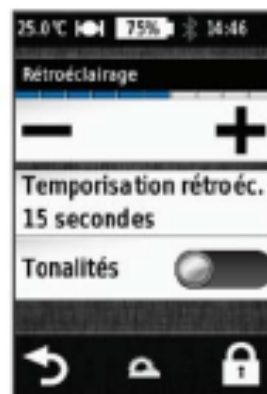 25.0℃ 75% 14:46
Rétroéclairage
Temporisation rétroéc.
15 secondes
Tonalités